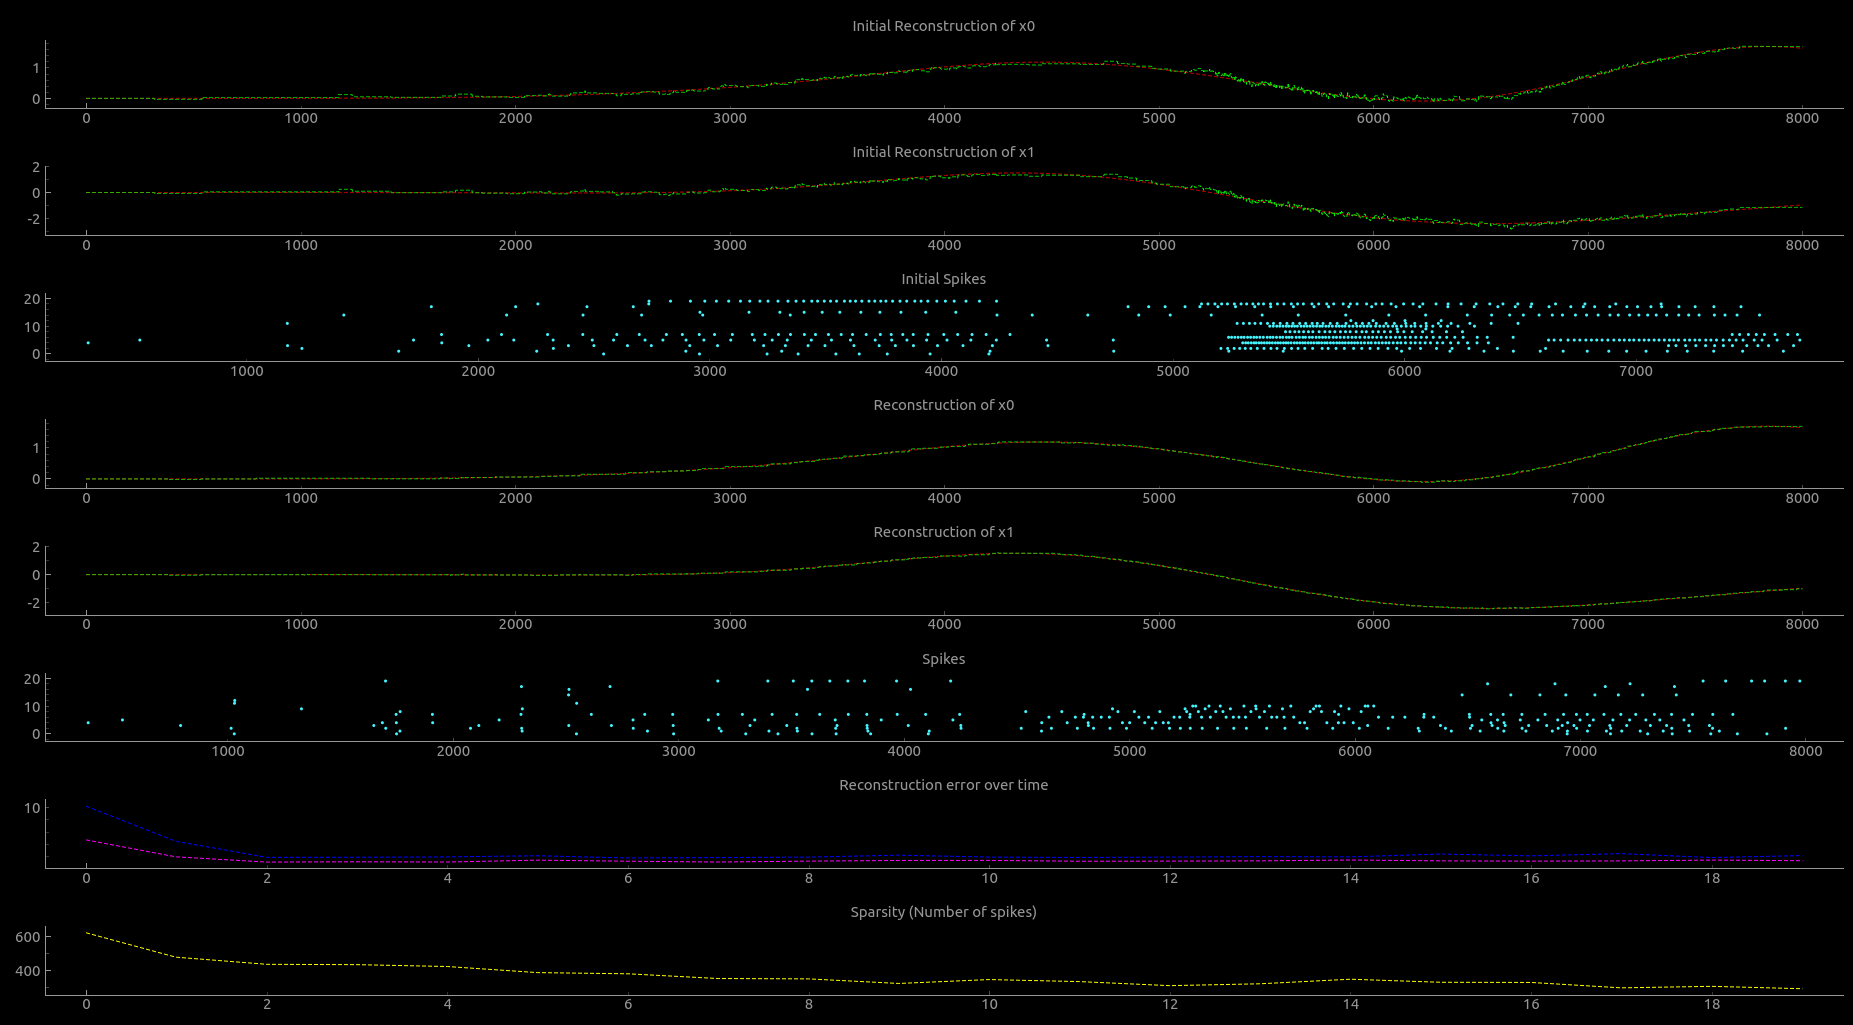 Initial Reconstruction of x0
1
0
0 1000 2000 3000 4000 5000 6000 7000 8000
Initial Reconstruction of x1
2
0
-2
0 1000 2000 3000 4000 5000 6000 7000 8000
Initial Spikes
20
10
0
1000 2000 3000 4000 5000 6000 7000
Reconstruction of x0
1
0
0 1000 2000 3000 4000 5000 6000 7000 8000
Reconstruction of x1
2
0
-2
0 1000 2000 3000 4000 5000 6000 7000 8000
Spikes
20
10
0
1000 2000 3000 4000 5000 6000 7000 8000
Reconstruction error over time
10
0 2 4 6 8 10 12 14 16 18
Sparsity (Number of spikes)
600
400
0 2 4 6 8 10 12 14 16 18